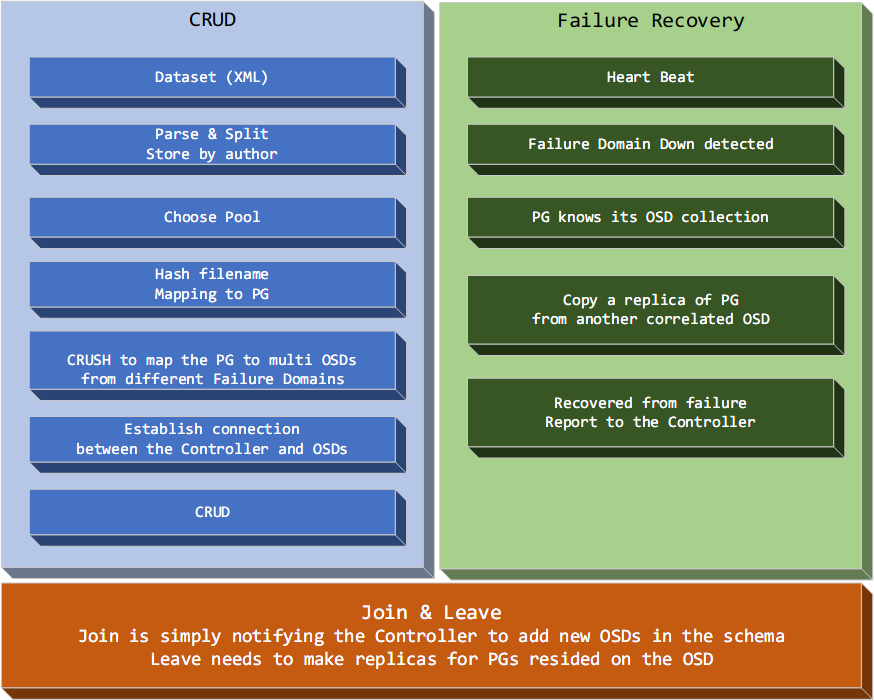 CRUD
Dataset (XML)
Parse & Split
Store by author
Choose Pool
Hash filename
Mapping to PG
CRUSH to map the PG to multi OSDs
from different Failure Domains
Establish connection
between the Controller and OSDs
CRUD
Failure Recovery
Heart Beat
Failure Domain Down detected
PG knows its OSD collection
Copy a replica of PG
from another correlated OSD
Recovered from failure
Report to the Controller
Join & Leave
Join is simply notifying the Controller to add new OSDs in the schema
Leave needs to make replicas for PGs resided on the OSD